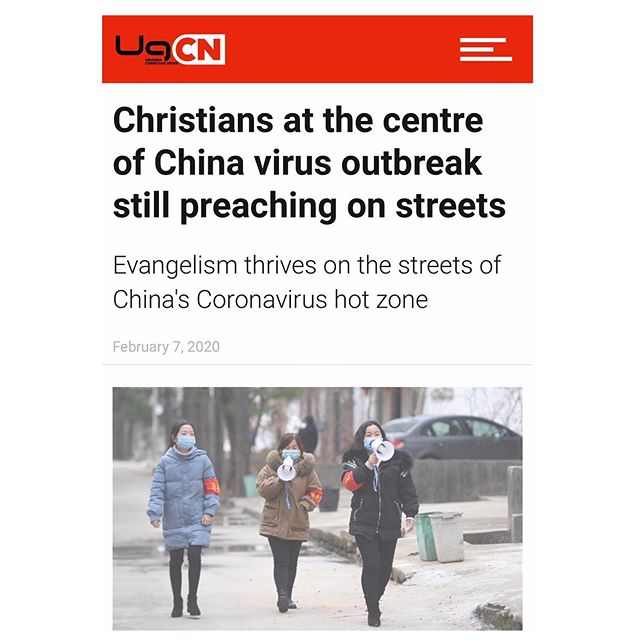 UgCN
UGANDA
CHRISTIAN NEWS
Christians at the centre
of China virus outbreak
still preaching on streets
Evangelism thrives on the streets of
China's Coronavirus hot zone
February 7, 2020